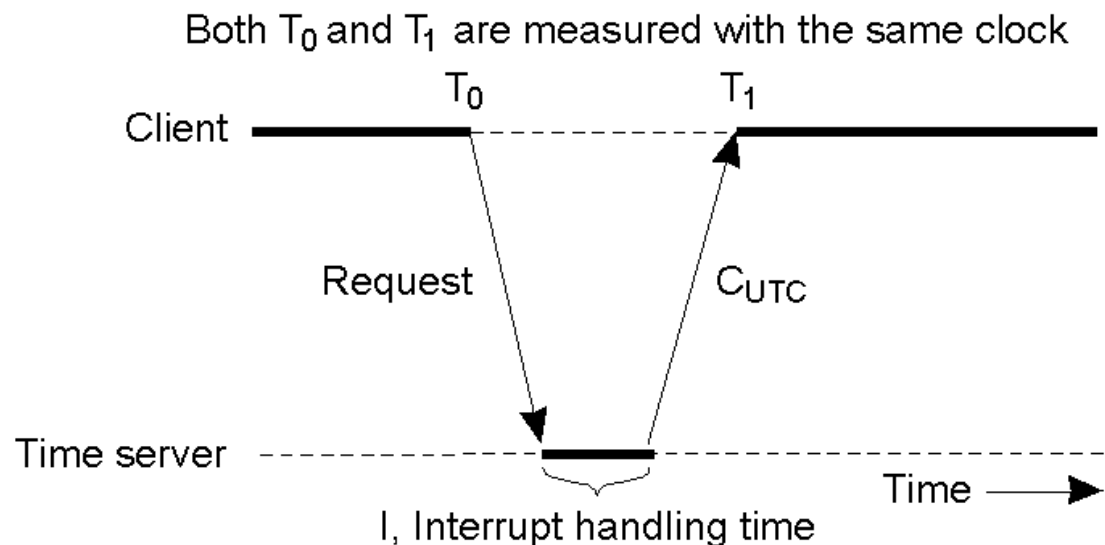 Both T₀ and T₁ are measured with the same clock
T₀
T₁
Client
Request
C_UTC
Time server
Time
I, Interrupt handling time